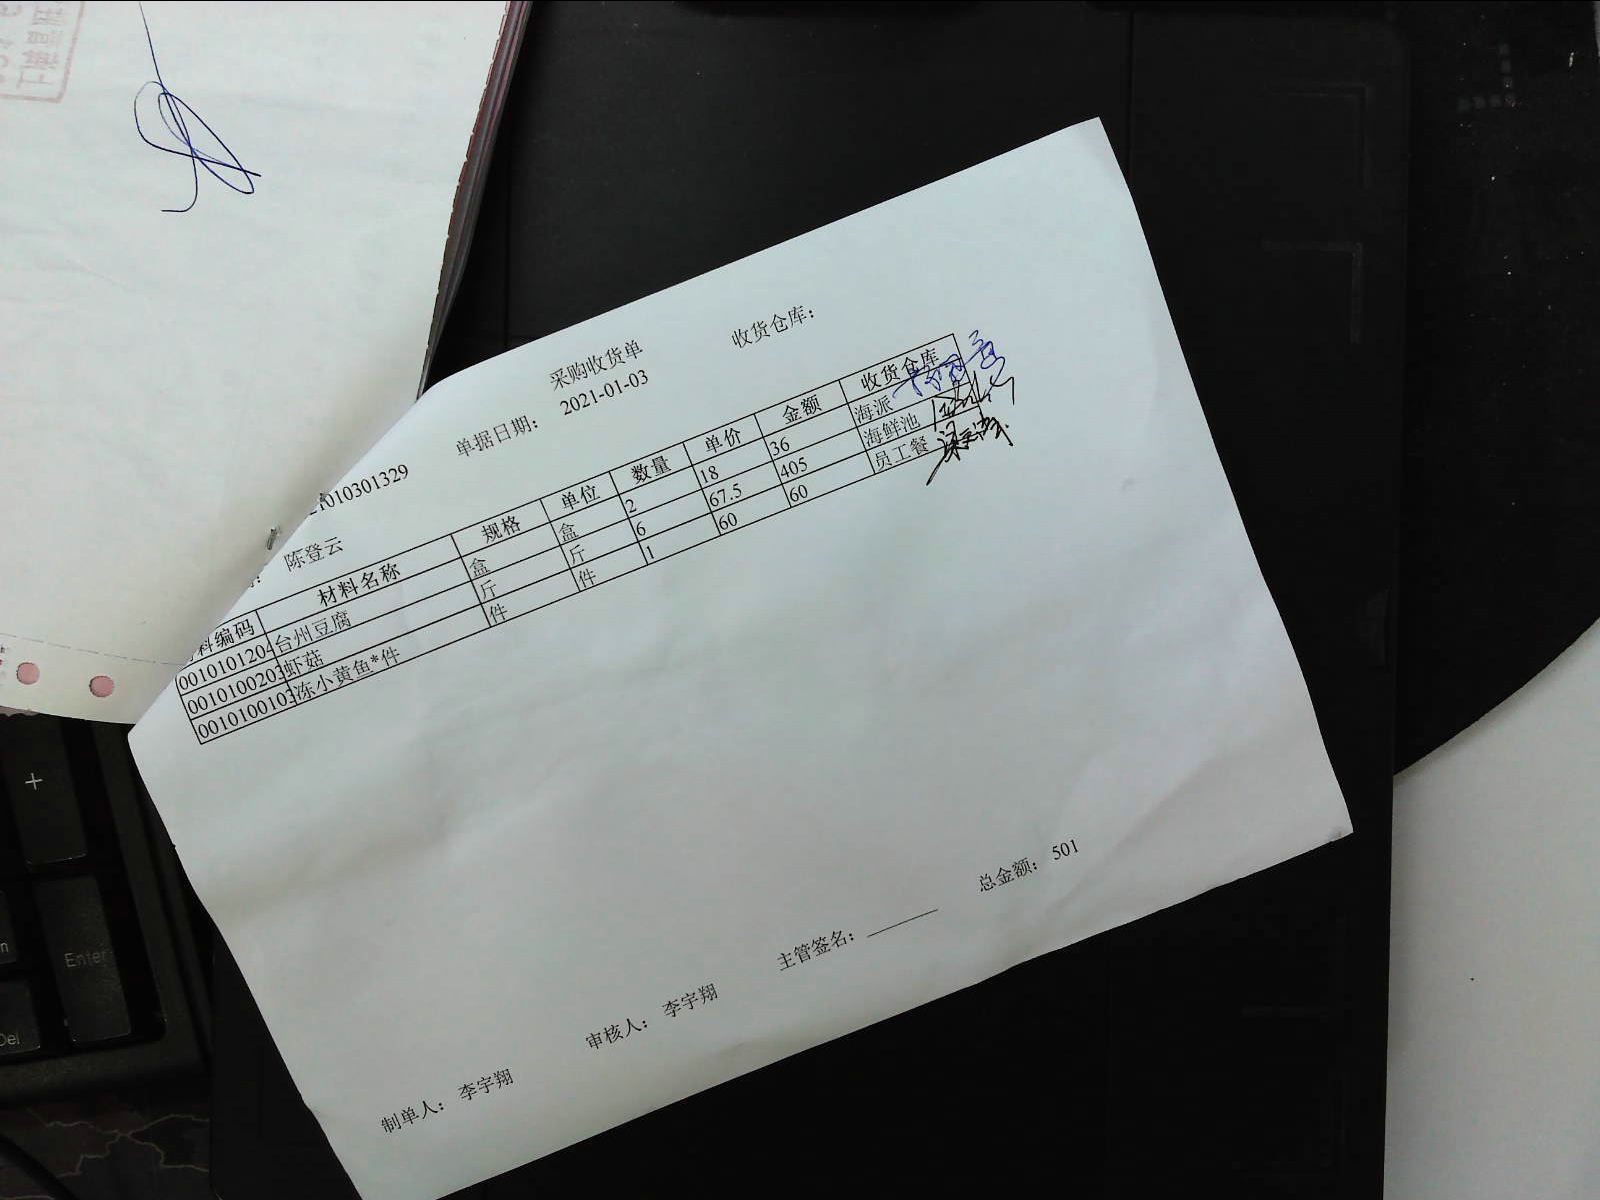 采购收货单
10301329 单据日期： 2021-01-03 收货仓库：
陈登云
料编码 材料名称 规格 单位 数量 单价 金额 收货仓库
0010101204 台州豆腐 盒 盒 2 18 36 海派
001010020 虾菇 斤 斤 6 67.5 405 海鲜池
001010010 冻小黄鱼*件 件 件 1 60 60 员工餐
总金额： 501
制单人： 李宇翔 审核人： 李宇翔 主管签名：
+
Enter
Del